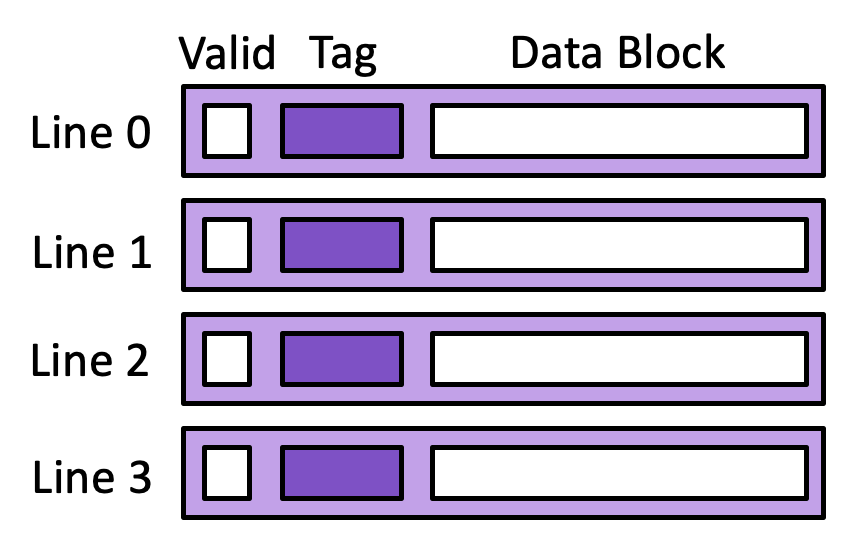 Valid Tag Data Block
Line 0
Line 1
Line 2
Line 3